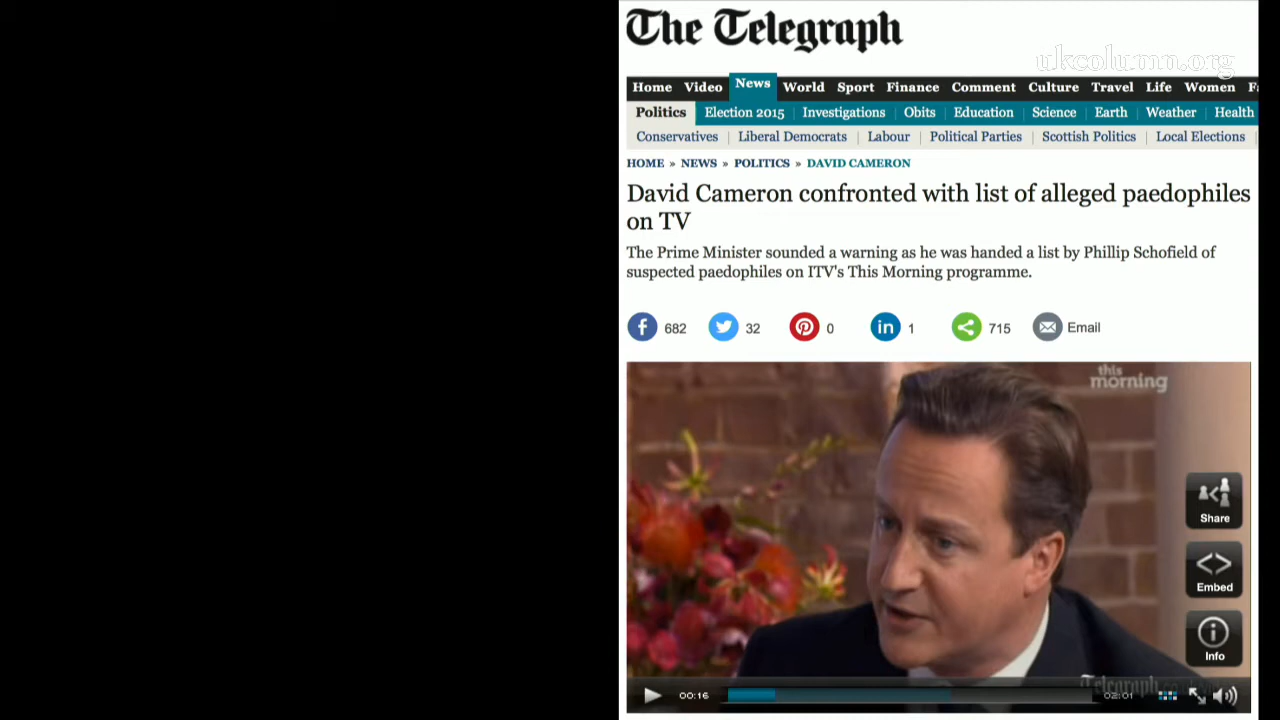 The Telegraph
ukcolumn.org
Home Video News World Sport Finance Comment Culture Travel Life Women
Politics Election 2015 Investigations Obits Education Science Earth Weather Health
Conservatives Liberal Democrats Labour Political Parties Scottish Politics Local Elections
HOME » NEWS » POLITICS » DAVID CAMERON
David Cameron confronted with list of alleged paedophiles
on TV
The Prime Minister sounded a warning as he was handed a list by Phillip Schofield of
suspected paedophiles on ITV's This Morning programme.
682 32 0 in 1 715 Email
this
morning
Share
Embed
Info
Telegraph
00:16 02:01